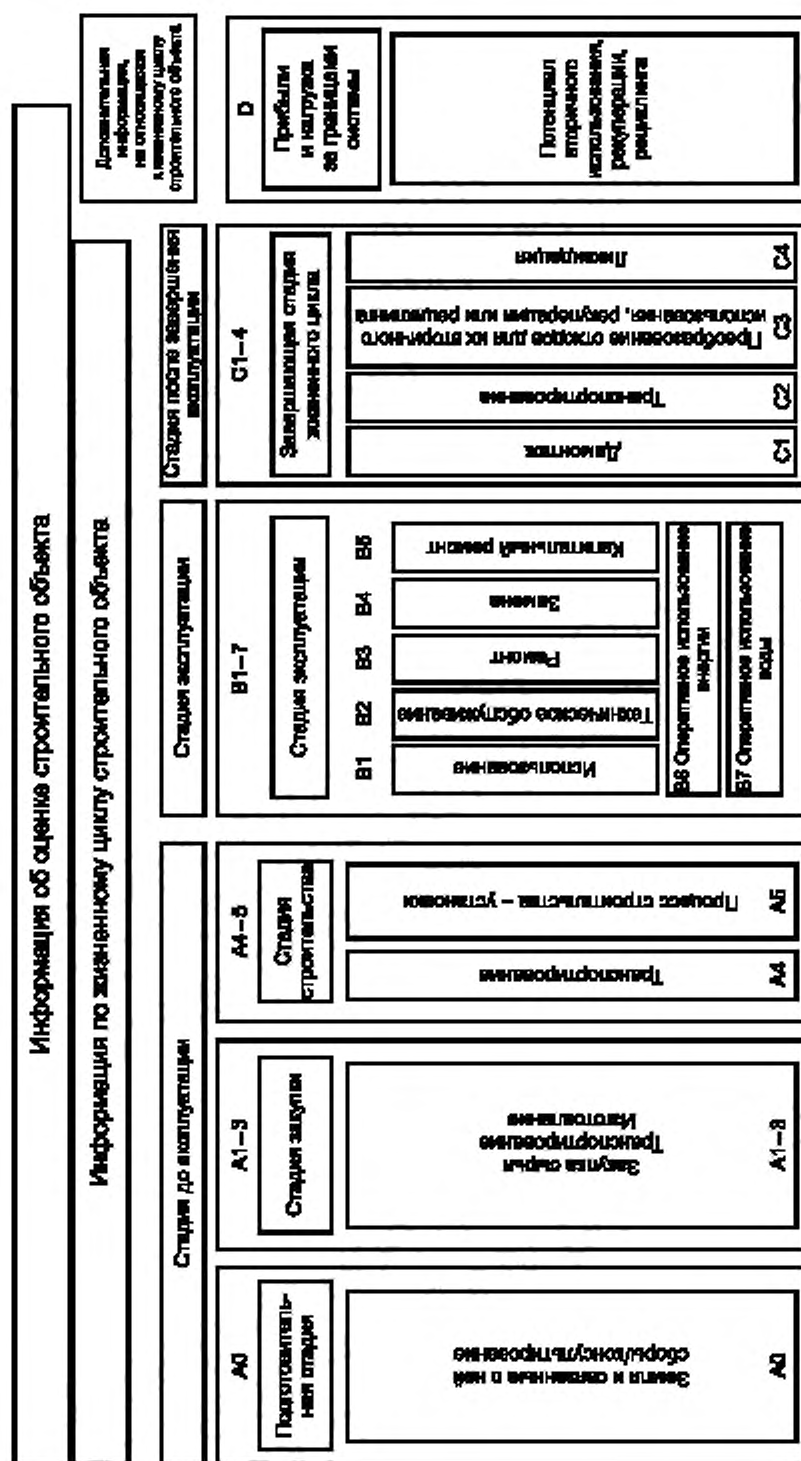 Информация об оценке строительного объекта
Информация по жизненному циклу строительного объекта
Дополнительная
информация,
не относящаяся
к жизненному циклу
строительного объекта
Стадия до эксплуатации
Стадия эксплуатации
Стадия после завершения
эксплуатации
A0
Подготовитель-
ная стадия
Земля и связанные с ней
сборы/консультирование
A0
A1–3
Стадия закупки
Закупка сырья
Транспортирование
Изготовление
A1–3
A4–5
Стадия
строительства
Транспортирование
A4
Процесс строительства – установки
A5
B1–7
Стадия эксплуатации
B1
Использование
B2
Техническое обслуживание
B3
Ремонт
B4
Замена
B5
Капитальный ремонт
B6 Оперативное использование
энергии
B7 Оперативное использование
воды
C1–4
Завершающая стадия
жизненного цикла
Демонтаж
C1
Транспортирование
C2
Преобразование отходов для их вторичного
использования, рекуперации или рециклинга
C3
Ликвидация
C4
D
Прибыли
и нагрузки
за границами
системы
Потенциал
вторичного
использования,
рекуперации,
рециклинга